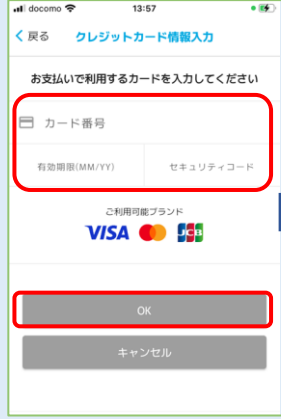 docomo 13:57
戻る クレジットカード情報入力
お支払いで利用するカードを入力してください
カード番号
有効期限(MM/YY) セキュリティコード
ご利用可能ブランド
VISA JCB
OK
キャンセル